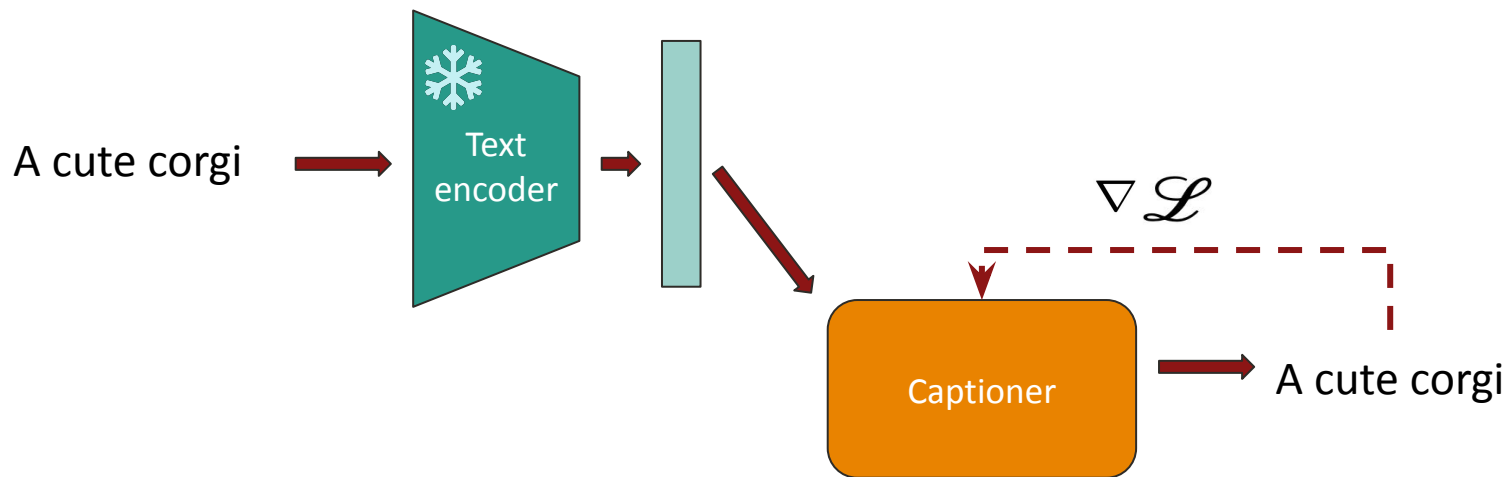 A cute corgi
Text
encoder
∇ ℒ
Captioner
A cute corgi